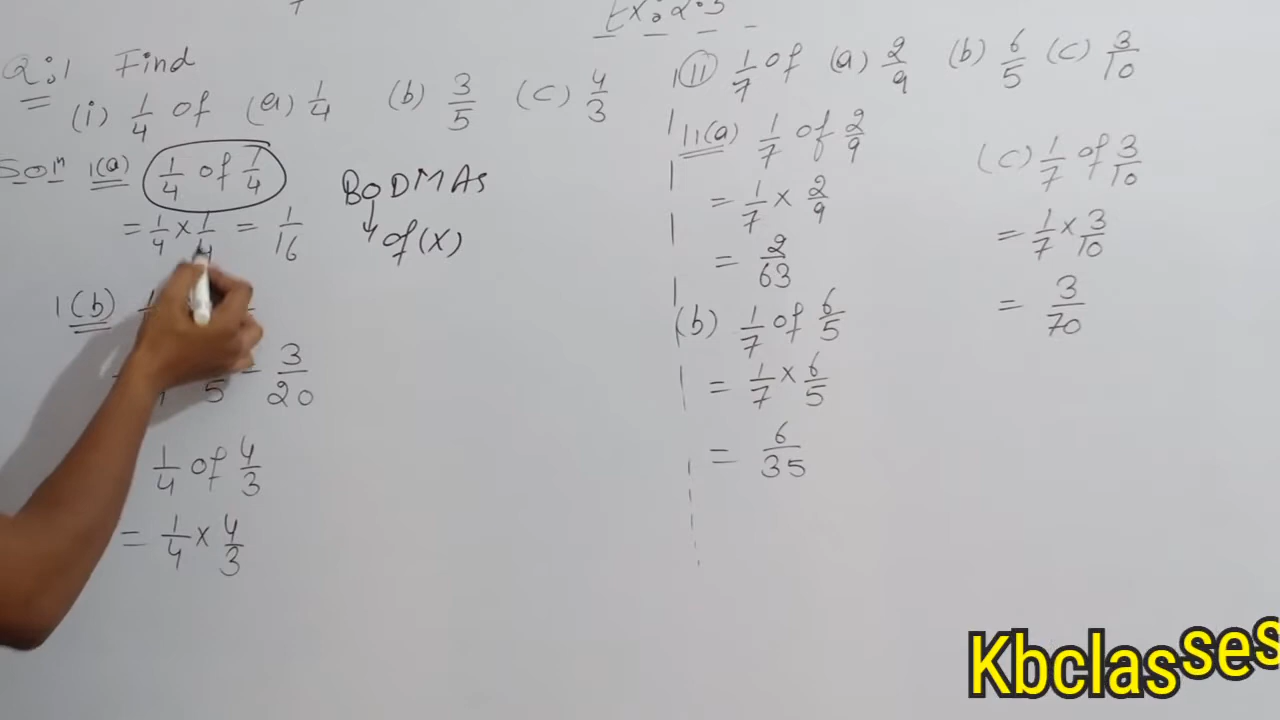 Ex: 2.3
Q:1 Find
(i) 1/4 of (a) 1/4 (b) 3/5 (c) 4/3
Soln 1(a) 1/4 of 1/4
= 1/4 × 1/4 = 1/16
BODMAS
of (×)
1(b)
5 = 3/20
1/4 of 4/3
= 1/4 × 4/3
(ii) 1/7 of (a) 2/9 (b) 6/5 (c) 3/10
11(a) 1/7 of 2/9
= 1/7 × 2/9
= 2/63
(b) 1/7 of 6/5
= 1/7 × 6/5
= 6/35
(c) 1/7 of 3/10
= 1/7 × 3/10
= 3/70
Kbclasses